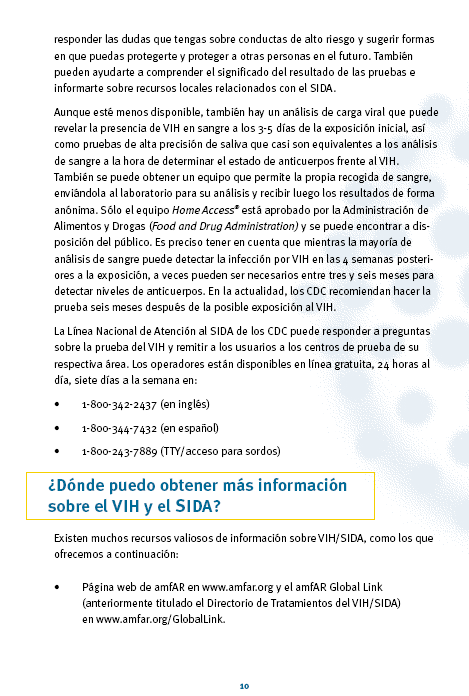 responder las dudas que tengas sobre conductas de alto riesgo y sugerir formas
en que puedas protegerte y proteger a otras personas en el futuro. También
pueden ayudarte a comprender el significado del resultado de las pruebas e
informarte sobre recursos locales relacionados con el SIDA.
Aunque esté menos disponible, también hay un análisis de carga viral que puede
revelar la presencia de VIH en sangre a los 3-5 días de la exposición inicial, así
como pruebas de alta precisión de saliva que casi son equivalentes a los análisis
de sangre a la hora de determinar el estado de anticuerpos frente al VIH.
También se puede obtener un equipo que permite la propia recogida de sangre,
enviándola al laboratorio para su análisis y recibir luego los resultados de forma
anónima. Sólo el equipo Home Access® está aprobado por la Administración de
Alimentos y Drogas (Food and Drug Administration) y se puede encontrar a dis-
posición del público. Es preciso tener en cuenta que mientras la mayoría de
análisis de sangre puede detectar la infección por VIH en las 4 semanas posteri-
ores a la exposición, a veces pueden ser necesarios entre tres y seis meses para
detectar niveles de anticuerpos. En la actualidad, los CDC recomiendan hacer la
prueba seis meses después de la posible exposición al VIH.
La Línea Nacional de Atención al SIDA de los CDC puede responder a preguntas
sobre la prueba del VIH y remitir a los usuarios a los centros de prueba de su
respectiva área. Los operadores están disponibles en línea gratuita, 24 horas al
día, siete días a la semana en:
• 1-800-342-2437 (en inglés)
• 1-800-344-7432 (en español)
• 1-800-243-7889 (TTY/acceso para sordos)
¿Dónde puedo obtener más información
sobre el VIH y el SIDA?
Existen muchos recursos valiosos de información sobre VIH/SIDA, como los que
ofrecemos a continuación:
• Página web de amfAR en www.amfar.org y el amfAR Global Link
(anteriormente titulado el Directorio de Tratamientos del VIH/SIDA)
en www.amfar.org/GlobalLink.
10